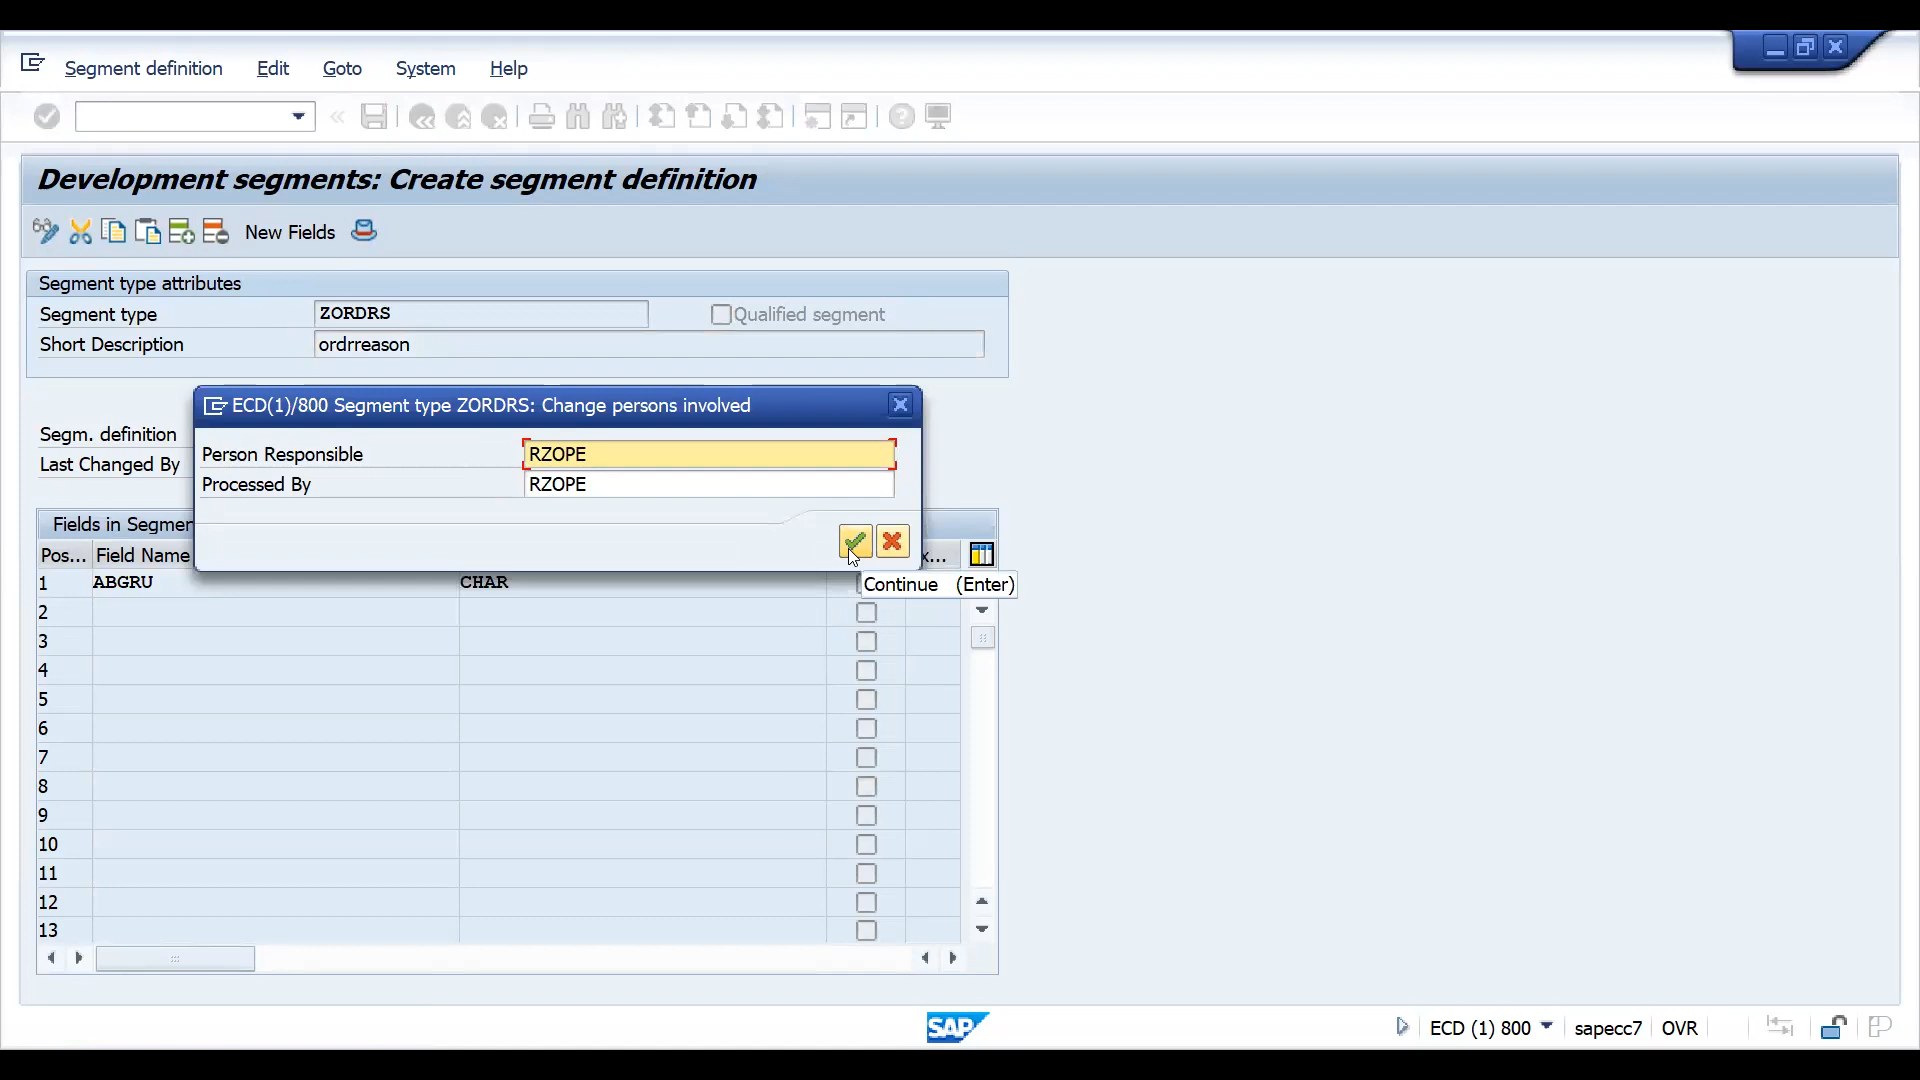 Segment definition Edit Goto System Help
Development segments: Create segment definition
New Fields
Segment type attributes
Segment type ZORDRS Qualified segment
Short Description ordrreason
ECD(1)/800 Segment type ZORDRS: Change persons involved
Segm. definition
Person Responsible RZOPE
Last Changed By
Processed By RZOPE
Fields in Segmen
Pos... Field Name x...
1 ABGRU CHAR
Continue (Enter)
2
3
4
5
6
7
8
9
10
11
12
13
SAP ECD (1) 800 sapecc7 OVR